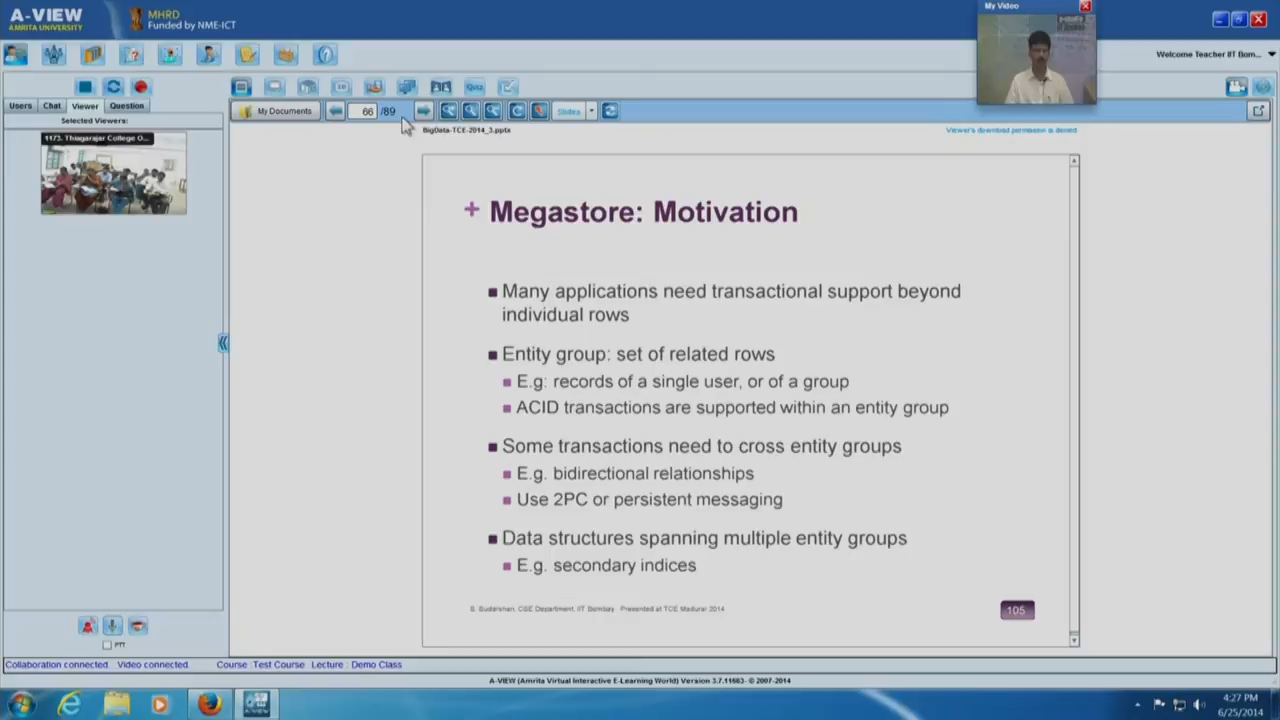 A-VIEW
AMRITA UNIVERSITY
MHRD
Funded by NME-ICT
My Video
Welcome Teacher IIT Bom...
Users Chat Viewer Question
Selected Viewers:
1173. Thiagarajar College O...
My Documents
66 /89
Quiz
Slides
BigData-TCE-2014_3.pptx
Viewer's download permission is denied
+ Megastore: Motivation
Many applications need transactional support beyond
individual rows
Entity group: set of related rows
E.g: records of a single user, or of a group
ACID transactions are supported within an entity group
Some transactions need to cross entity groups
E.g. bidirectional relationships
Use 2PC or persistent messaging
Data structures spanning multiple entity groups
E.g. secondary indices
S. Sudarshan, CSE Department, IIT Bombay Presented at TCE Madurai 2014
105
PTT
Collaboration connected Video connected Course : Test Course Lecture : Demo Class
A-VIEW (Amrita Virtual Interactive E-Learning World) Version 3.7.11663- © 2007-2014
4:27 PM
6/25/2014